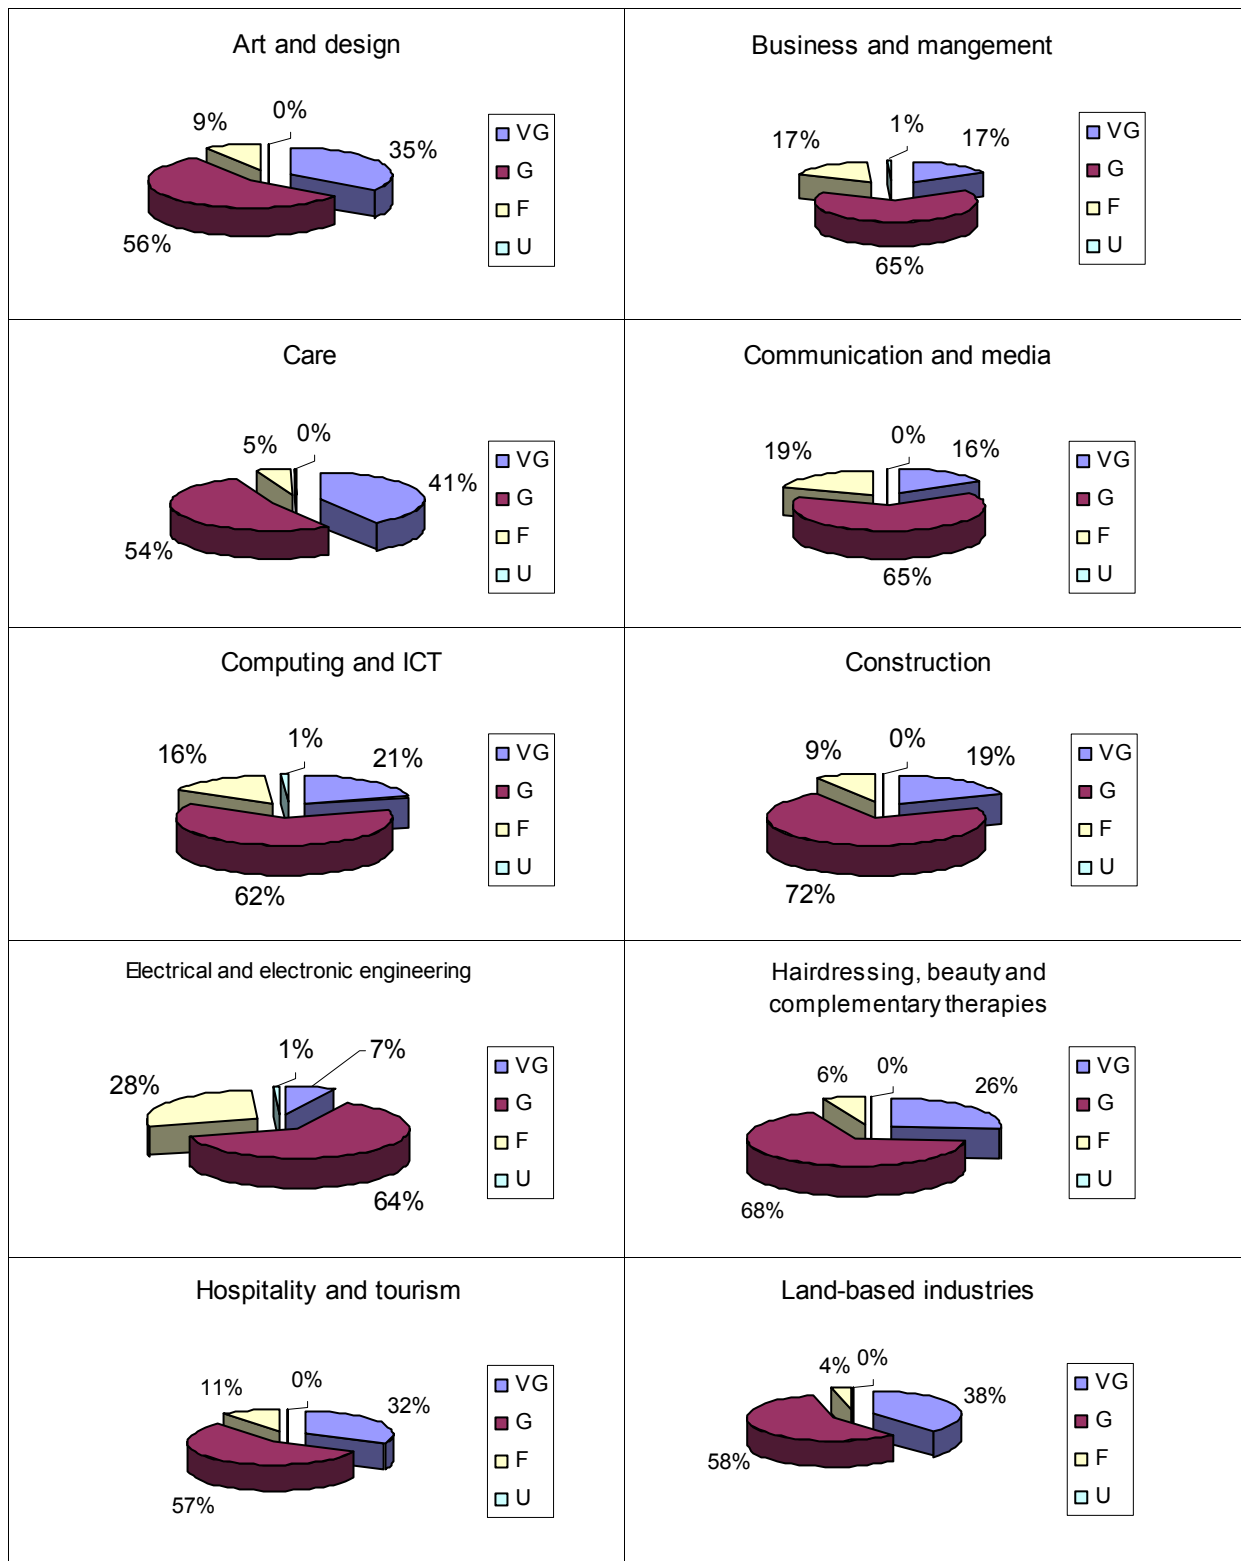 Art and design
0%
9%
35%
56%
VG
G
F
U
Business and mangement
1%
17%
17%
65%
VG
G
F
U
Care
0%
5%
41%
54%
VG
G
F
U
Communication and media
0%
19%
16%
65%
VG
G
F
U
Computing and ICT
1%
16%
21%
62%
VG
G
F
U
Construction
0%
9%
19%
72%
VG
G
F
U
Electrical and electronic engineering
1%
7%
28%
64%
VG
G
F
U
Hairdressing, beauty and
complementary therapies
0%
6%
26%
68%
VG
G
F
U
Hospitality and tourism
0%
11%
32%
57%
VG
G
F
U
Land-based industries
0%
4%
38%
58%
VG
G
F
U